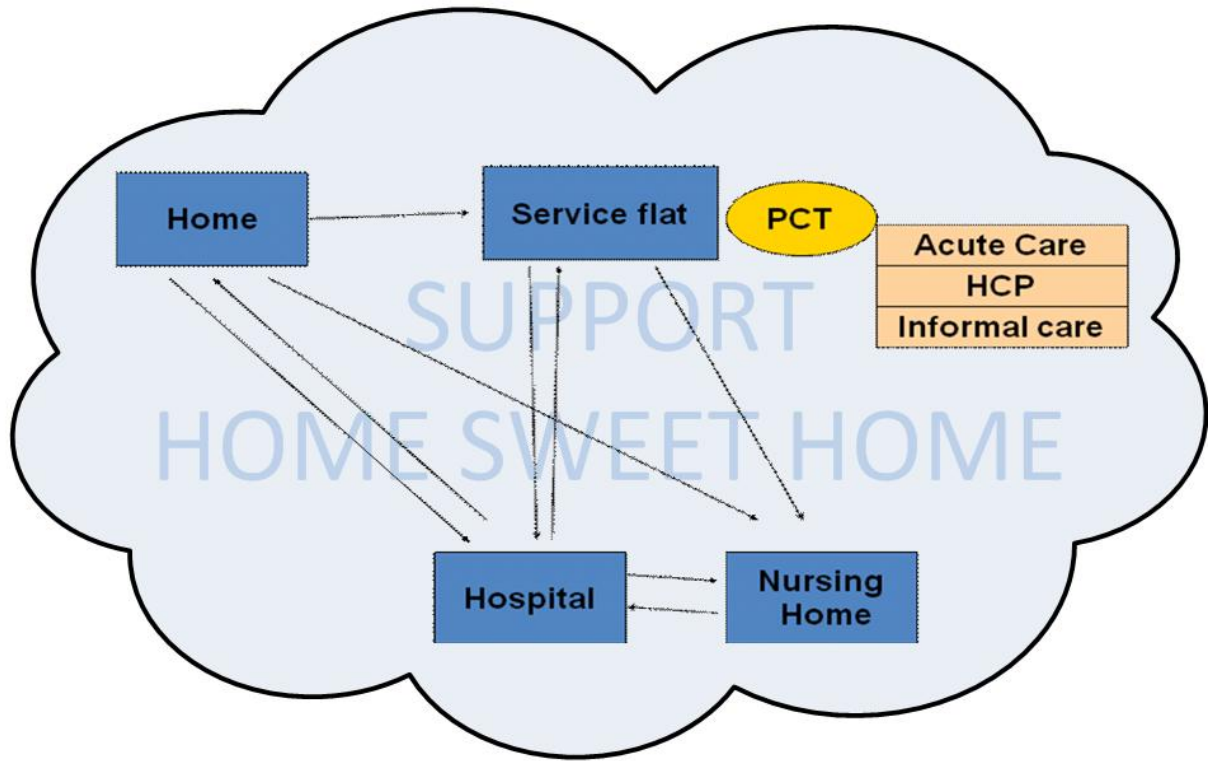 Home
Service flat
PCT
Acute Care
HCP
Informal care
SUPPORT
HOME SWEET HOME
Hospital
Nursing
Home